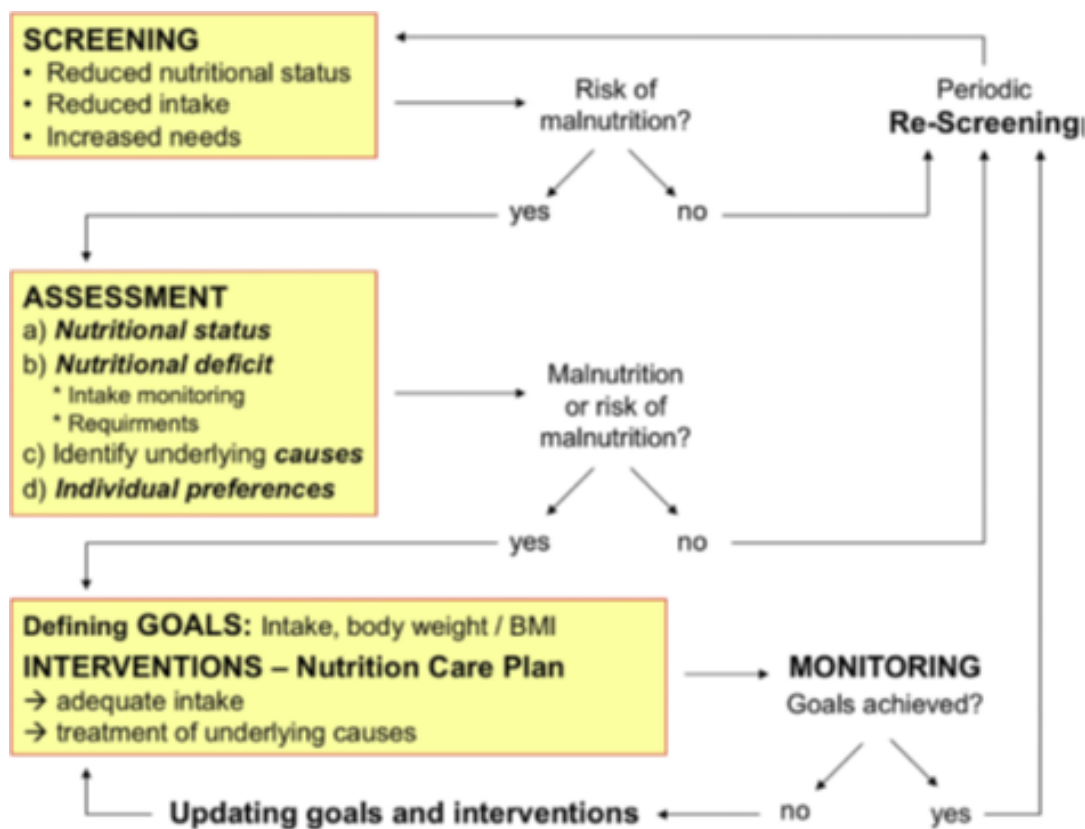 SCREENING
• Reduced nutritional status
• Reduced intake
• Increased needs
Risk of
malnutrition?
Periodic
Re-Screening
yes
no
ASSESSMENT
a) Nutritional status
b) Nutritional deficit
* Intake monitoring
* Requirments
c) Identify underlying causes
d) Individual preferences
Malnutrition
or risk of
malnutrition?
yes
no
Defining GOALS: Intake, body weight / BMI
INTERVENTIONS – Nutrition Care Plan
→ adequate intake
→ treatment of underlying causes
MONITORING
Goals achieved?
no
yes
Updating goals and interventions